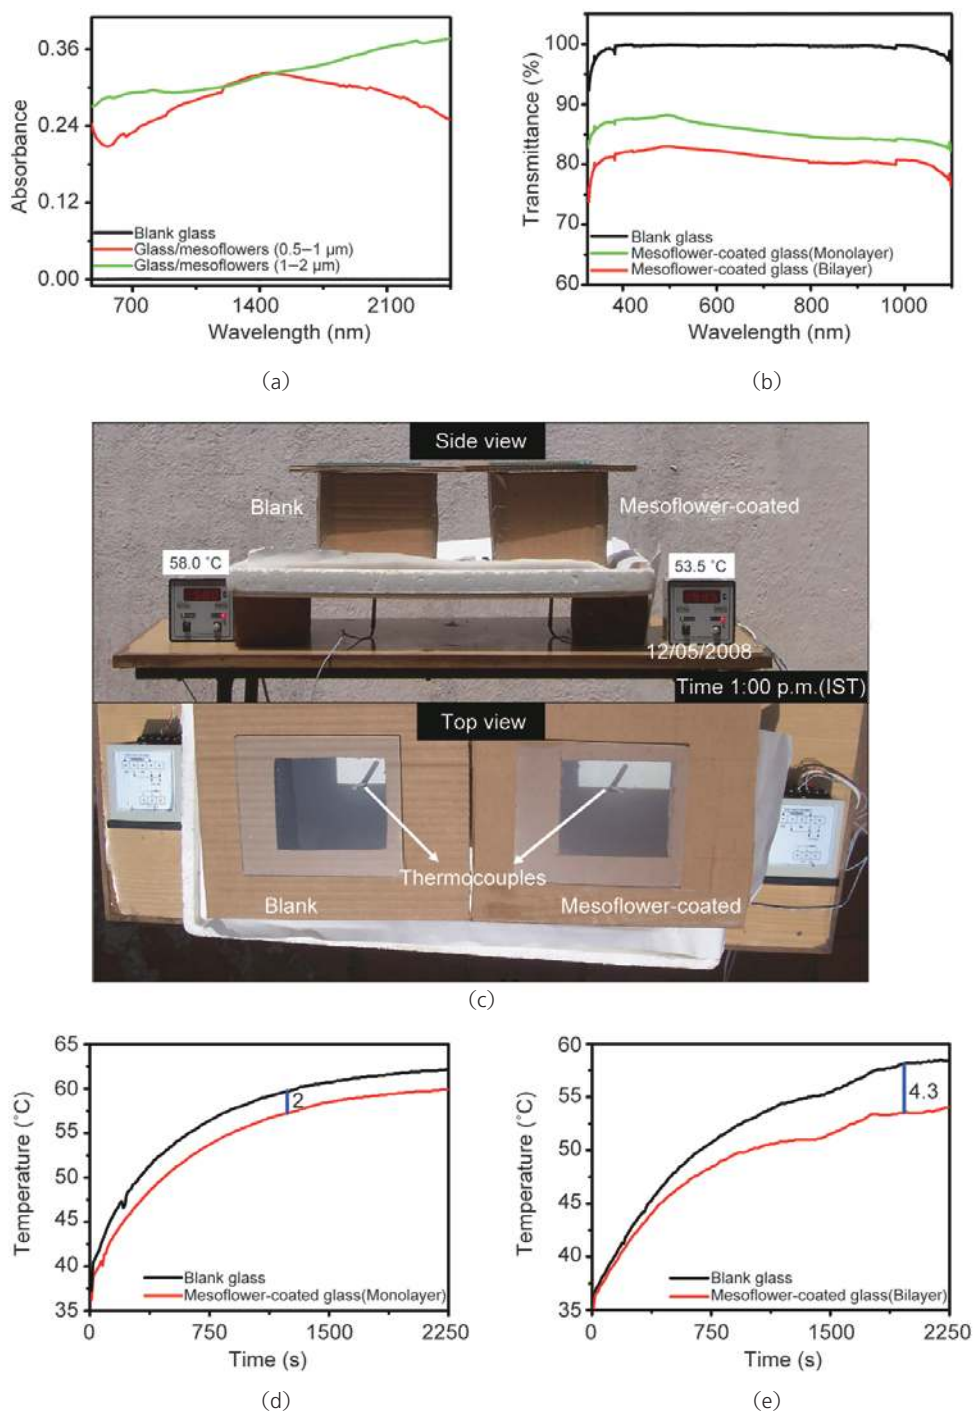 0.36
0.24
0.12
0.00
Absorbance
Blank glass
Glass/mesoflowers (0.5–1 µm)
Glass/mesoflowers (1–2 µm)
700 1400 2100
Wavelength (nm)
(a)
100
90
80
70
60
Transmittance (%)
Blank glass
Mesoflower-coated glass(Monolayer)
Mesoflower-coated glass (Bilayer)
400 600 800 1000
Wavelength (nm)
(b)
Side view
Blank
Mesoflower-coated
58.0 ˚C
53.5 ˚C
12/05/2008
Time 1:00 p.m.(IST)
Top view
Thermocouples
Blank
Mesoflower-coated
(c)
65
60
55
50
45
40
35
Temperature (˚C)
2
Blank glass
Mesoflower-coated glass(Monolayer)
0 750 1500 2250
Time (s)
(d)
60
55
50
45
40
35
Temperature (˚C)
4.3
Blank glass
Mesoflower-coated glass(Bilayer)
0 750 1500 2250
Time (s)
(e)